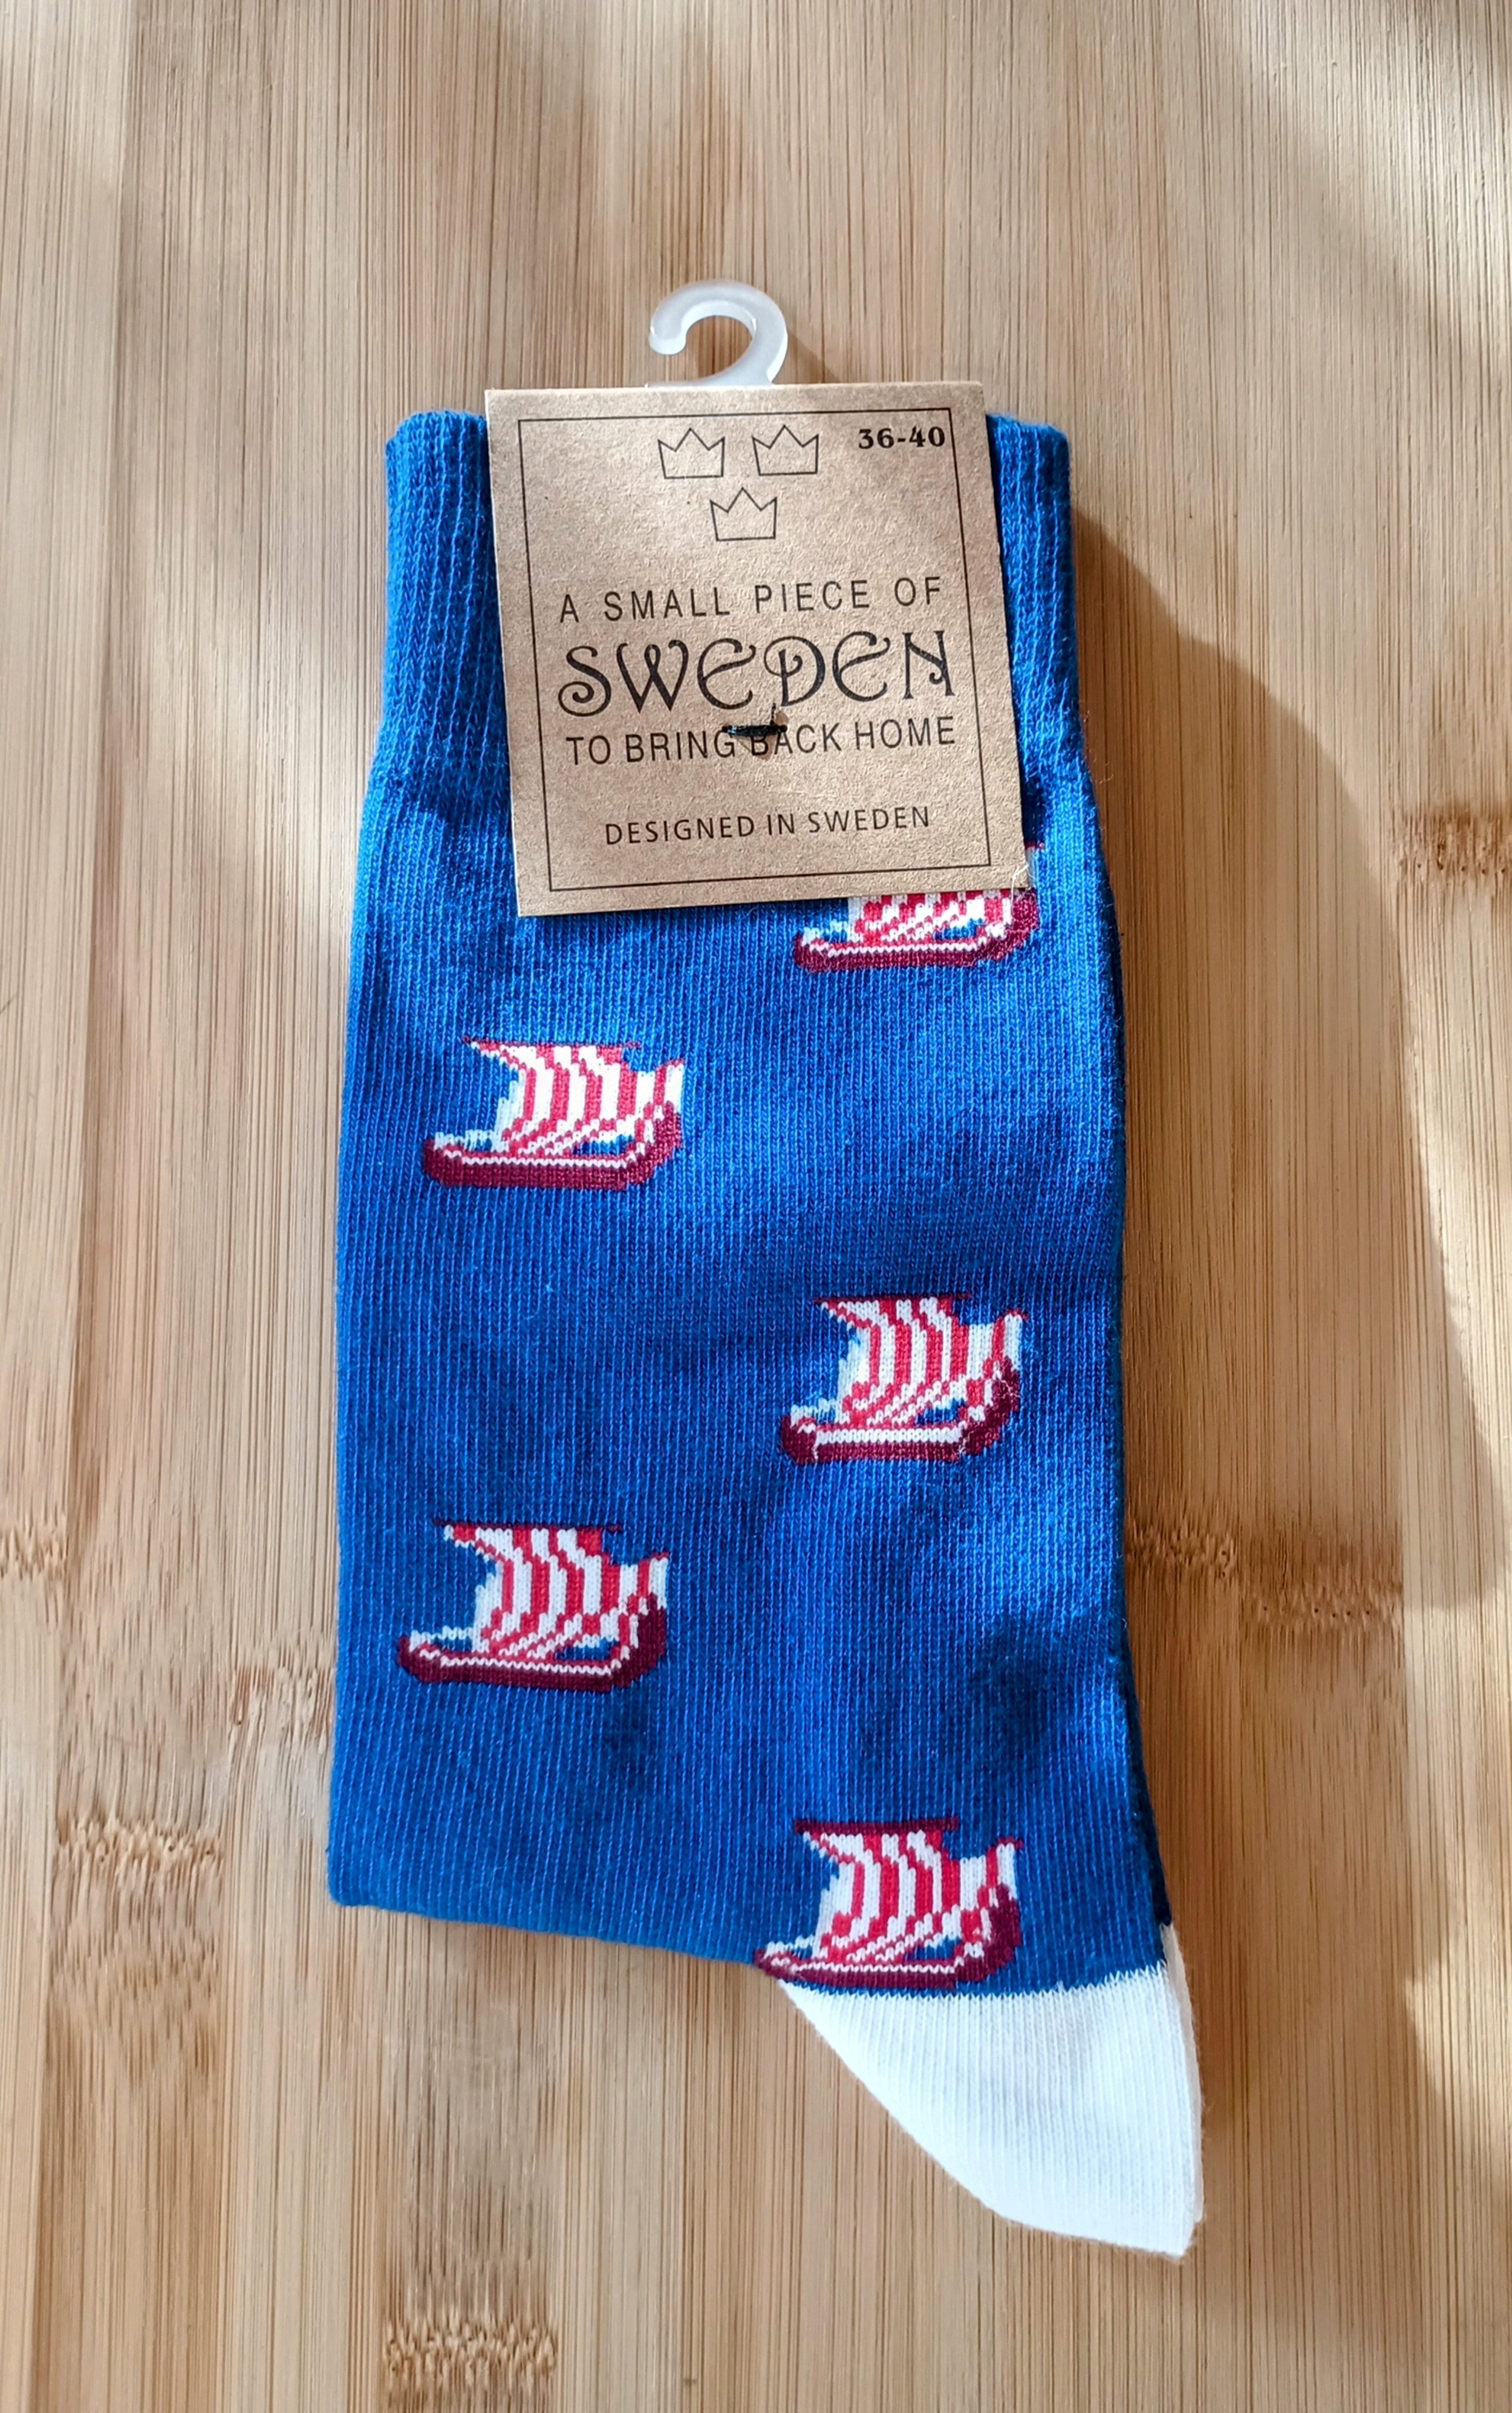 36-40
A SMALL PIECE OF
SWEDEN
TO BRING BACK HOME
DESIGNED IN SWEDEN